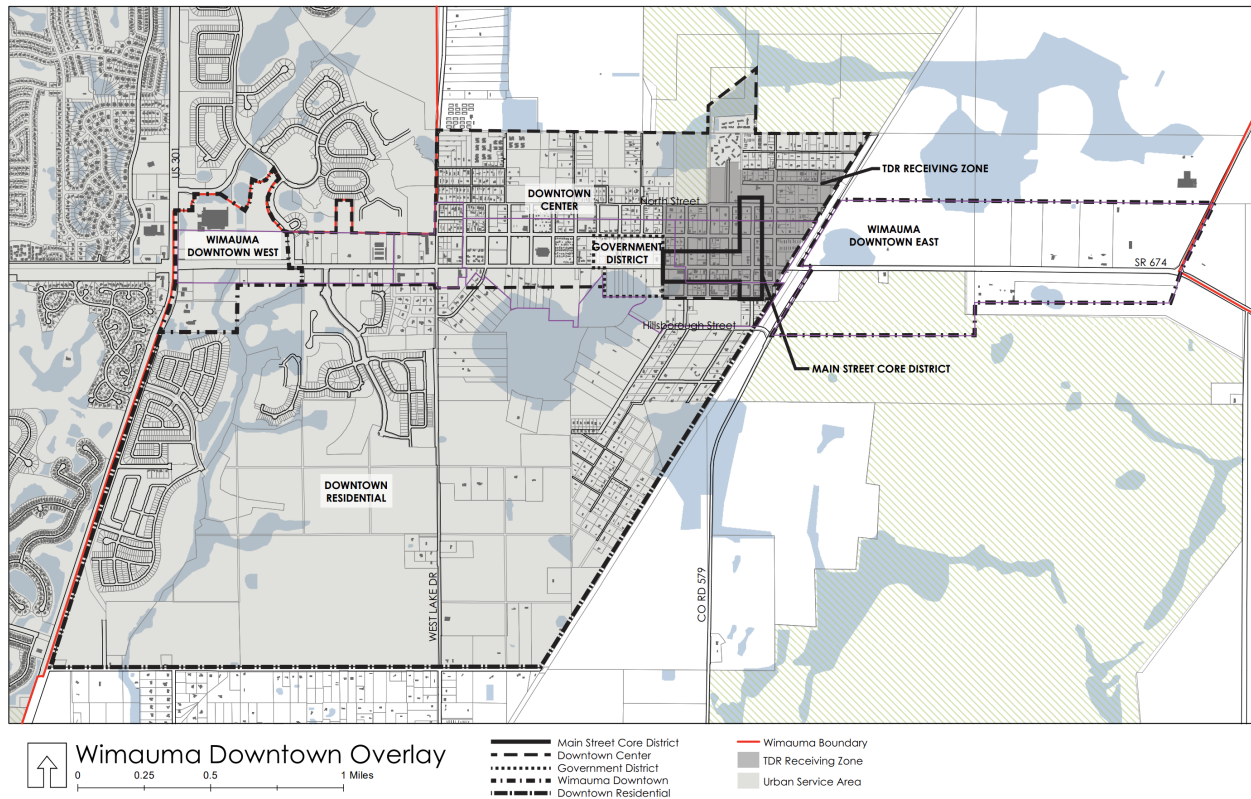 US 301
TDR RECEIVING ZONE
DOWNTOWN
CENTER
North Street
WIMAUMA
DOWNTOWN EAST
WIMAUMA
DOWNTOWN WEST
GOVERNMENT
DISTRICT
SR 674
Hillsborough Street
MAIN STREET CORE DISTRICT
DOWNTOWN
RESIDENTIAL
WEST LAKE DR
CO RD 579
Wimauma Downtown Overlay
0 0.25 0.5 1 Miles
Main Street Core District
Downtown Center
Government District
Wimauma Downtown
Downtown Residential
Wimauma Boundary
TDR Receiving Zone
Urban Service Area